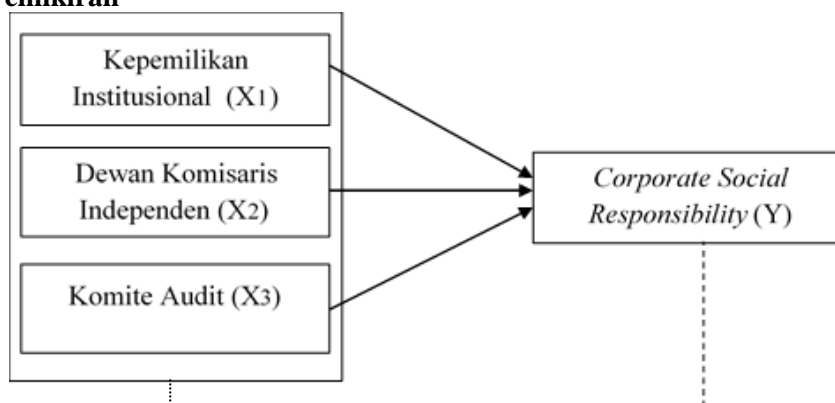 Kepemilikan
Institusional (X1)
Dewan Komisaris
Independen (X2)
Komite Audit (X3)
Corporate Social
Responsibility (Y)